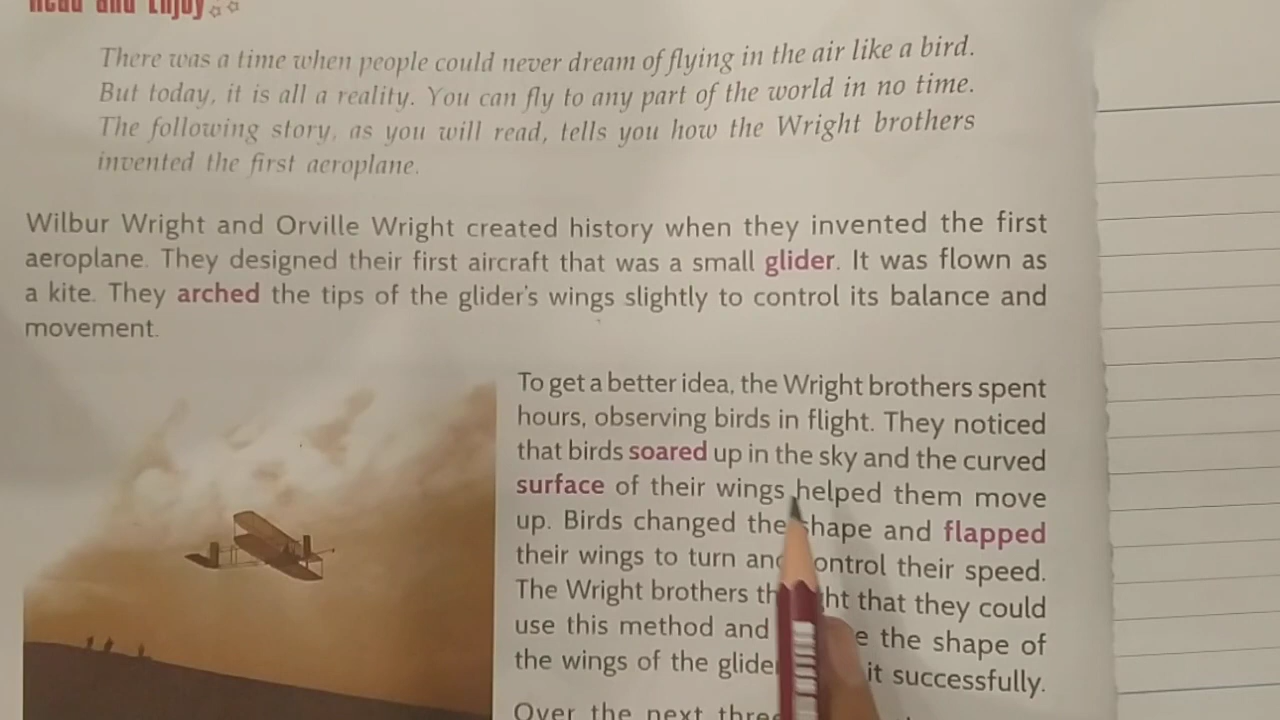 Read and Enjoy
There was a time when people could never dream of flying in the air like a bird.
But today, it is all a reality. You can fly to any part of the world in no time.
The following story, as you will read, tells you how the Wright brothers
invented the first aeroplane.
Wilbur Wright and Orville Wright created history when they invented the first
aeroplane. They designed their first aircraft that was a small glider. It was flown as
a kite. They arched the tips of the glider's wings slightly to control its balance and
movement.
To get a better idea, the Wright brothers spent
hours, observing birds in flight. They noticed
that birds soared up in the sky and the curved
surface of their wings helped them move
up. Birds changed the shape and flapped
their wings to turn and control their speed.
The Wright brothers that they could
use this method and the shape of
the wings of the it successfully.
Over the next three